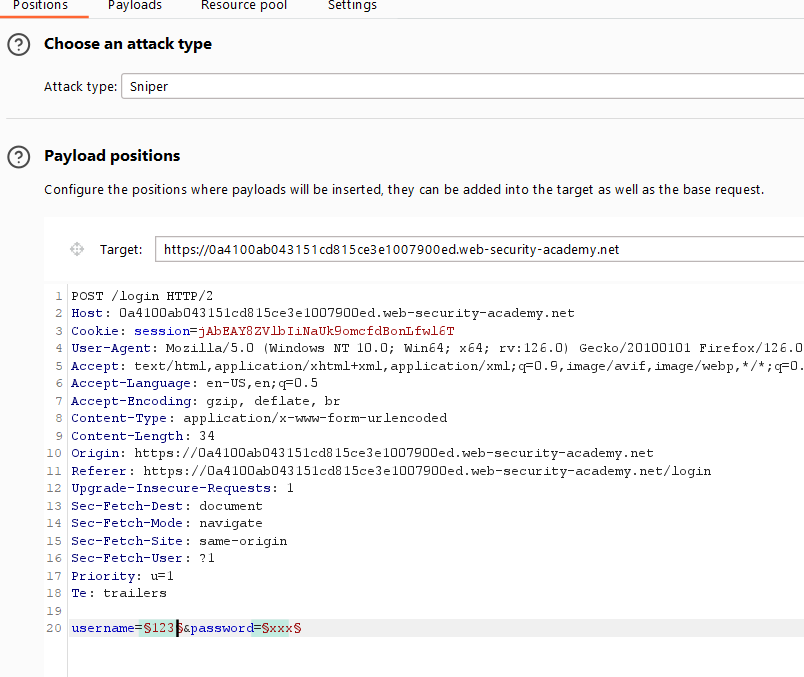 Positions Payloads Resource pool Settings
Choose an attack type
Attack type: Sniper
Payload positions
Configure the positions where payloads will be inserted, they can be added into the target as well as the base request.
Target: https://0a4100ab043151cd815ce3e1007900ed.web-security-academy.net
1 POST /login HTTP/2
2 Host: 0a4100ab043151cd815ce3e1007900ed.web-security-academy.net
3 Cookie: session=jAbEAY8ZVlbIiNaUk9omcfdBonLfwl6T
4 User-Agent: Mozilla/5.0 (Windows NT 10.0; Win64; x64; rv:126.0) Gecko/20100101 Firefox/126.0
5 Accept: text/html,application/xhtml+xml,application/xml;q=0.9,image/avif,image/webp,*/*;q=0.
6 Accept-Language: en-US,en;q=0.5
7 Accept-Encoding: gzip, deflate, br
8 Content-Type: application/x-www-form-urlencoded
9 Content-Length: 34
10 Origin: https://0a4100ab043151cd815ce3e1007900ed.web-security-academy.net
11 Referer: https://0a4100ab043151cd815ce3e1007900ed.web-security-academy.net/login
12 Upgrade-Insecure-Requests: 1
13 Sec-Fetch-Dest: document
14 Sec-Fetch-Mode: navigate
15 Sec-Fetch-Site: same-origin
16 Sec-Fetch-User: ?1
17 Priority: u=1
18 Te: trailers
19
20 username=§123§&password=§xxx§